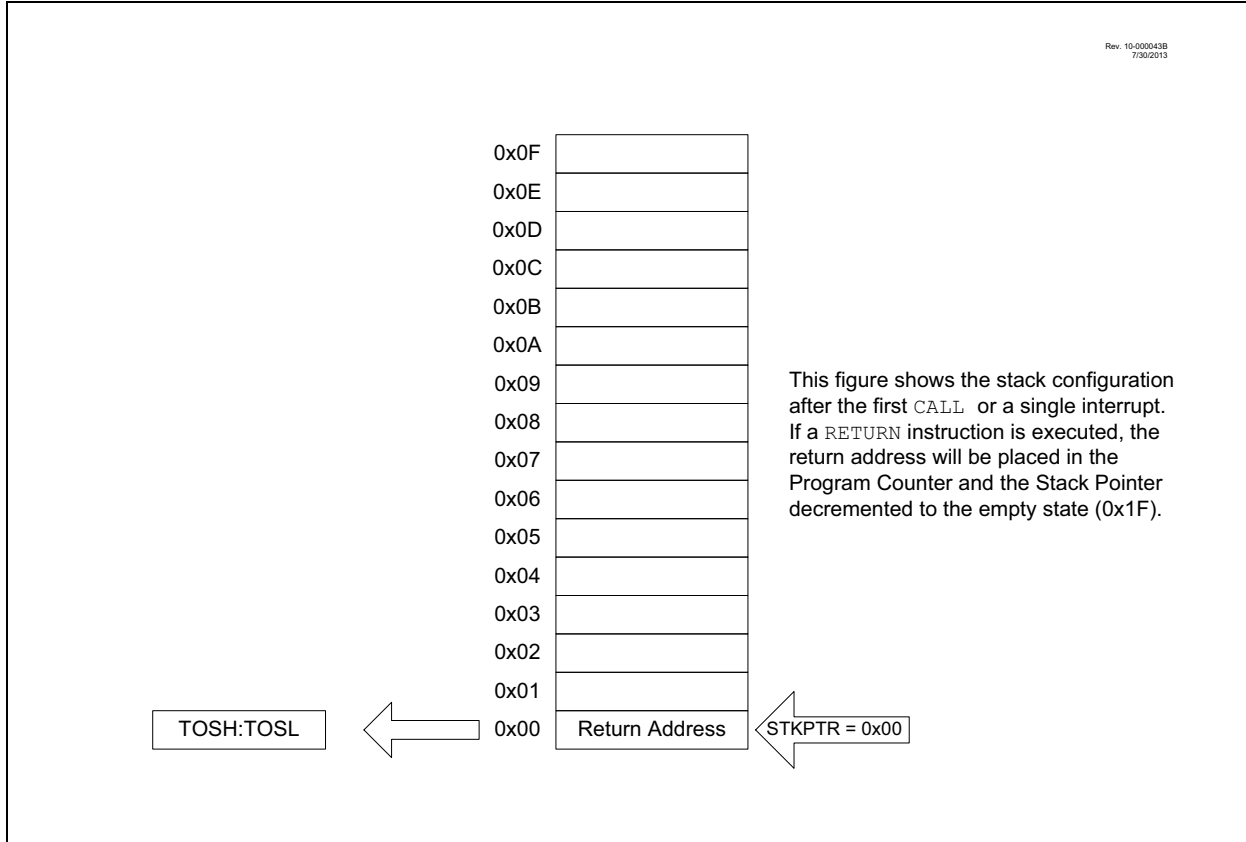 Rev. 10-000043B
7/30/2013
0x0F
0x0E
0x0D
0x0C
0x0B
0x0A
0x09
0x08
0x07
0x06
0x05
0x04
0x03
0x02
0x01
TOSH:TOSL
0x00
Return Address
STKPTR = 0x00
This figure shows the stack configuration
after the first CALL or a single interrupt.
If a RETURN instruction is executed, the
return address will be placed in the
Program Counter and the Stack Pointer
decremented to the empty state (0x1F).